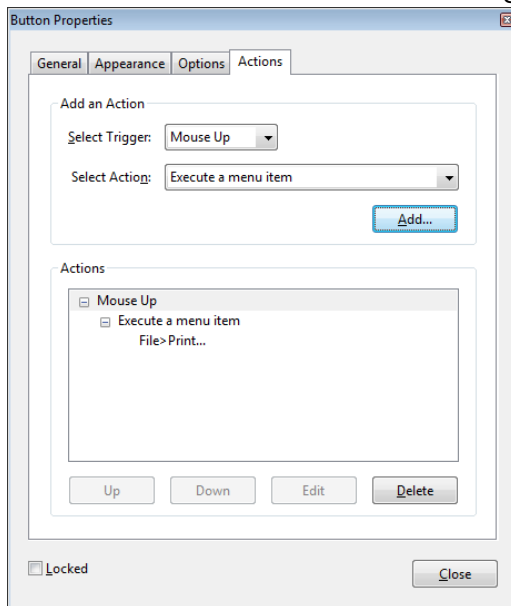 Button Properties
General Appearance Options Actions
Add an Action
Select Trigger: Mouse Up
Select Action: Execute a menu item
Add...
Actions
Mouse Up
Execute a menu item
File>Print...
Up Down Edit Delete
Locked
Close